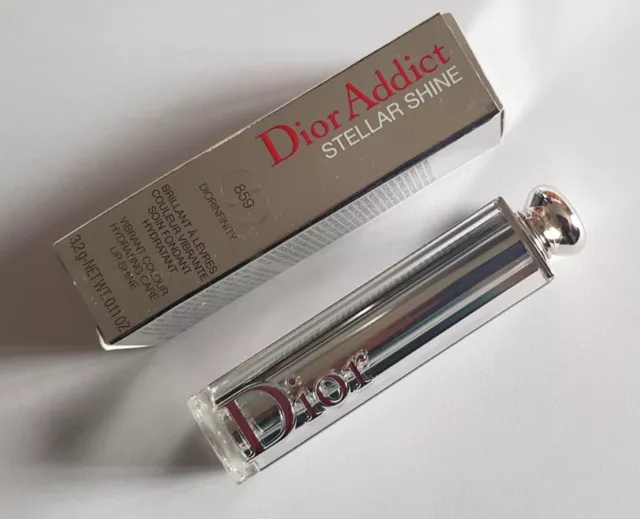 Dior Addict
STELLAR SHINE
859
DIORINFINITY
BRILLANT À LÈVRES
COULEUR VIBRANTE
SOIN FONDANT
HYDRATANT
VIBRANT COLOUR
HYDRATING CARE
LIP SHINE
3.2 g-NET WT. 0.11 OZ
Dior